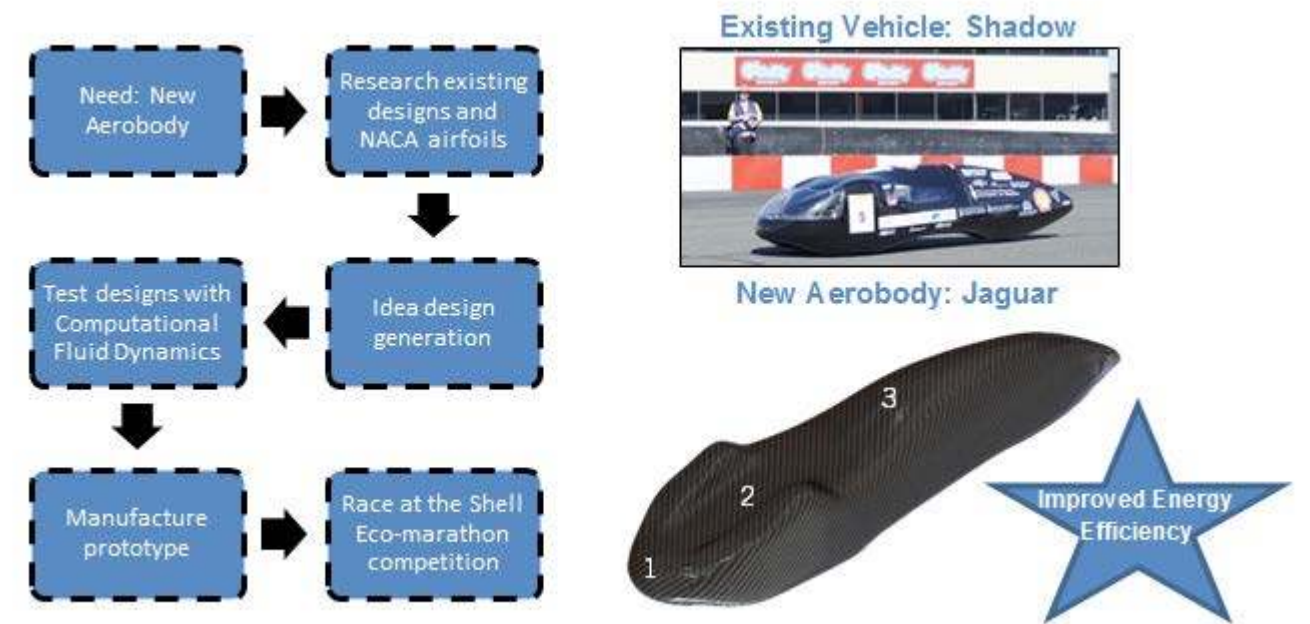 Need: New
Aerobody
Research existing
designs and
NACA airfoils
Test designs with
Computational
Fluid Dynamics
Idea design
generation
Manufacture
prototype
Race at the Shell
Eco-marathon
competition
Existing Vehicle: Shadow
New Aerobody: Jaguar
3
2
1
Improved Energy
Efficiency